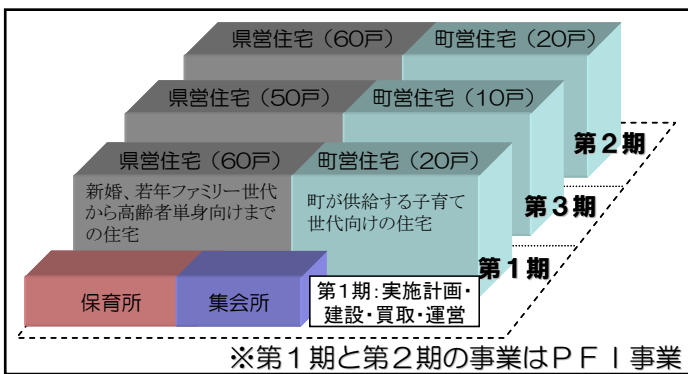 県営住宅（60戸）
町営住宅（20戸）
第２期
県営住宅（50戸）
町営住宅（10戸）
第３期
県営住宅（60戸）
町営住宅（20戸）
新婚、若年ファミリー世代
から高齢者単身向けまで
の住宅
町が供給する子育て
世代向けの住宅
第１期
保育所
集会所
第１期：実施計画・
建設・買取・運営
※第１期と第２期の事業はＰＦＩ事業